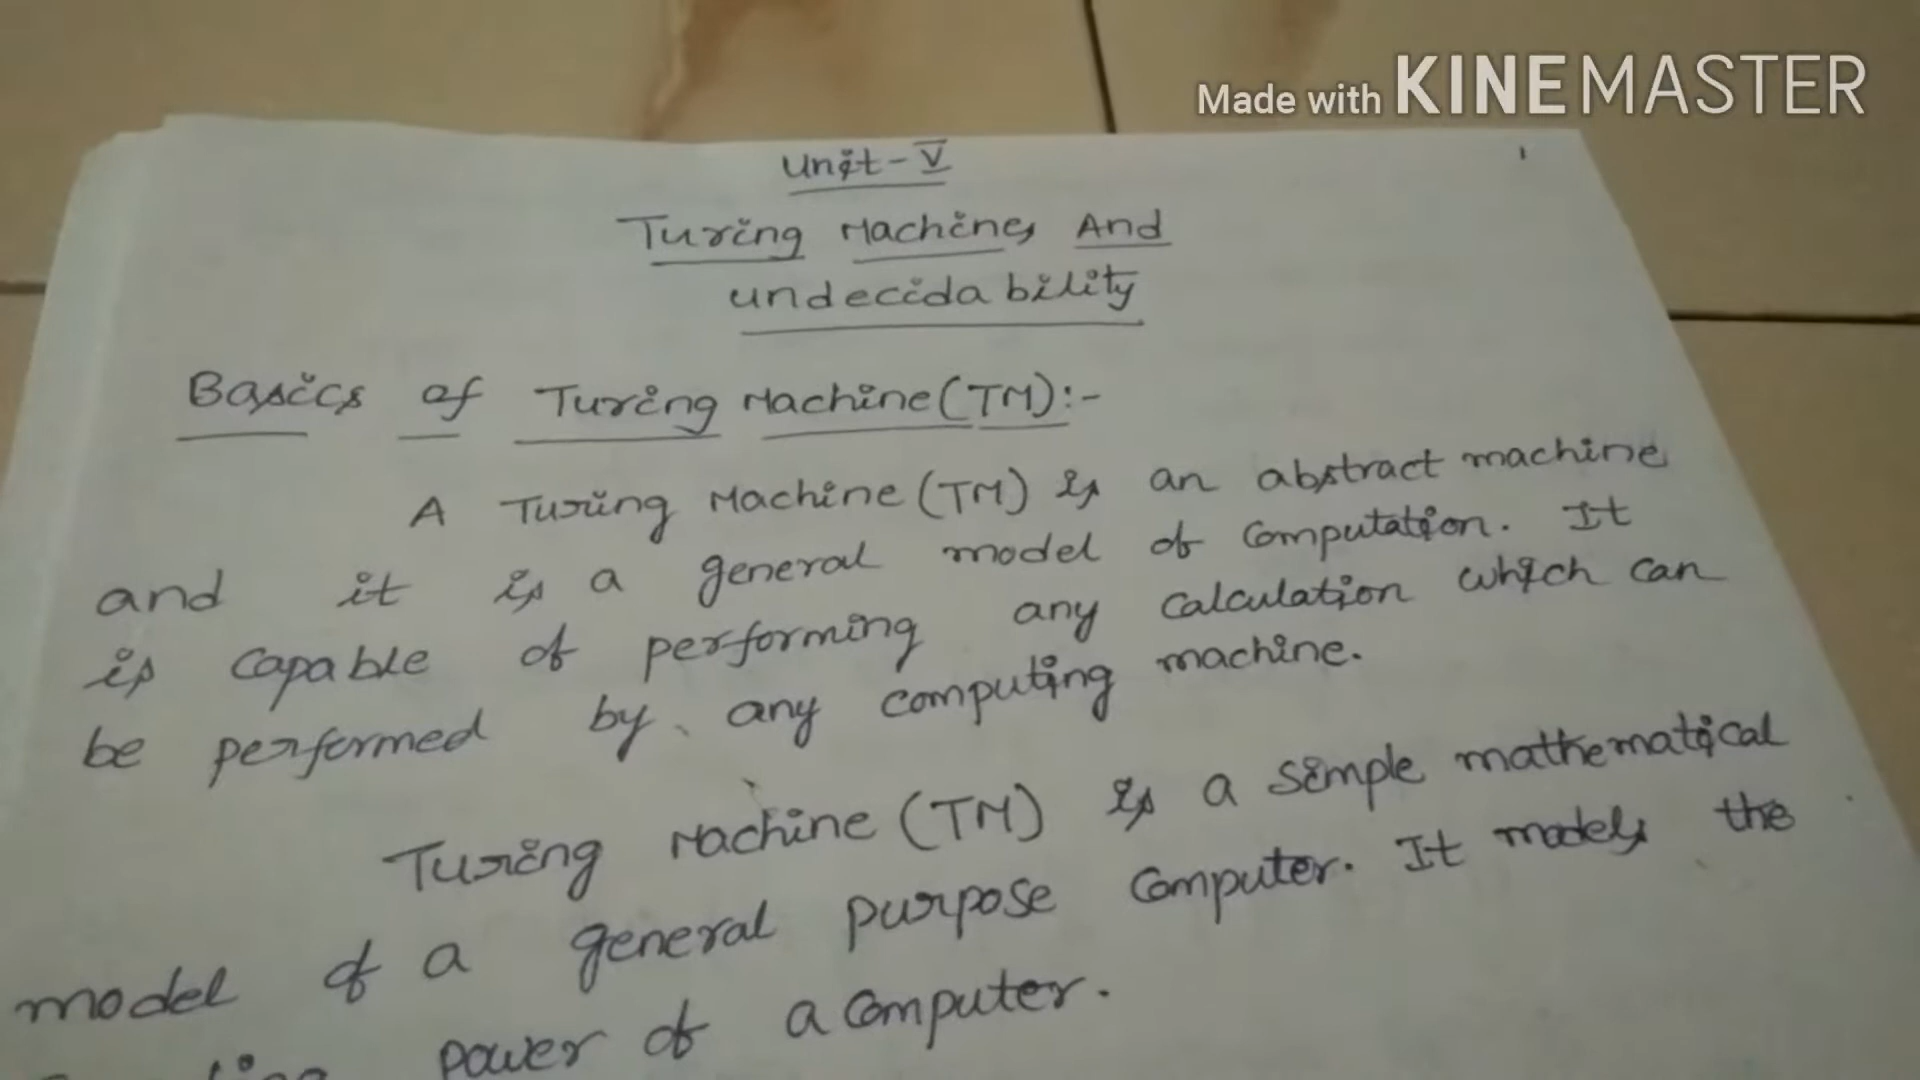 Made with KINEMASTER
1
Unit-V
Turing Machines And
undecidability
Basics of Turing Machine (TM):-
A Turing Machine (TM) is an abstract machine
and it is a general model of computation. It
is capable of performing any calculation which can
be performed by any computing machine.
Turing Machine (TM) is a simple mathematical
model of a general purpose computer. It models the
power of a computer.